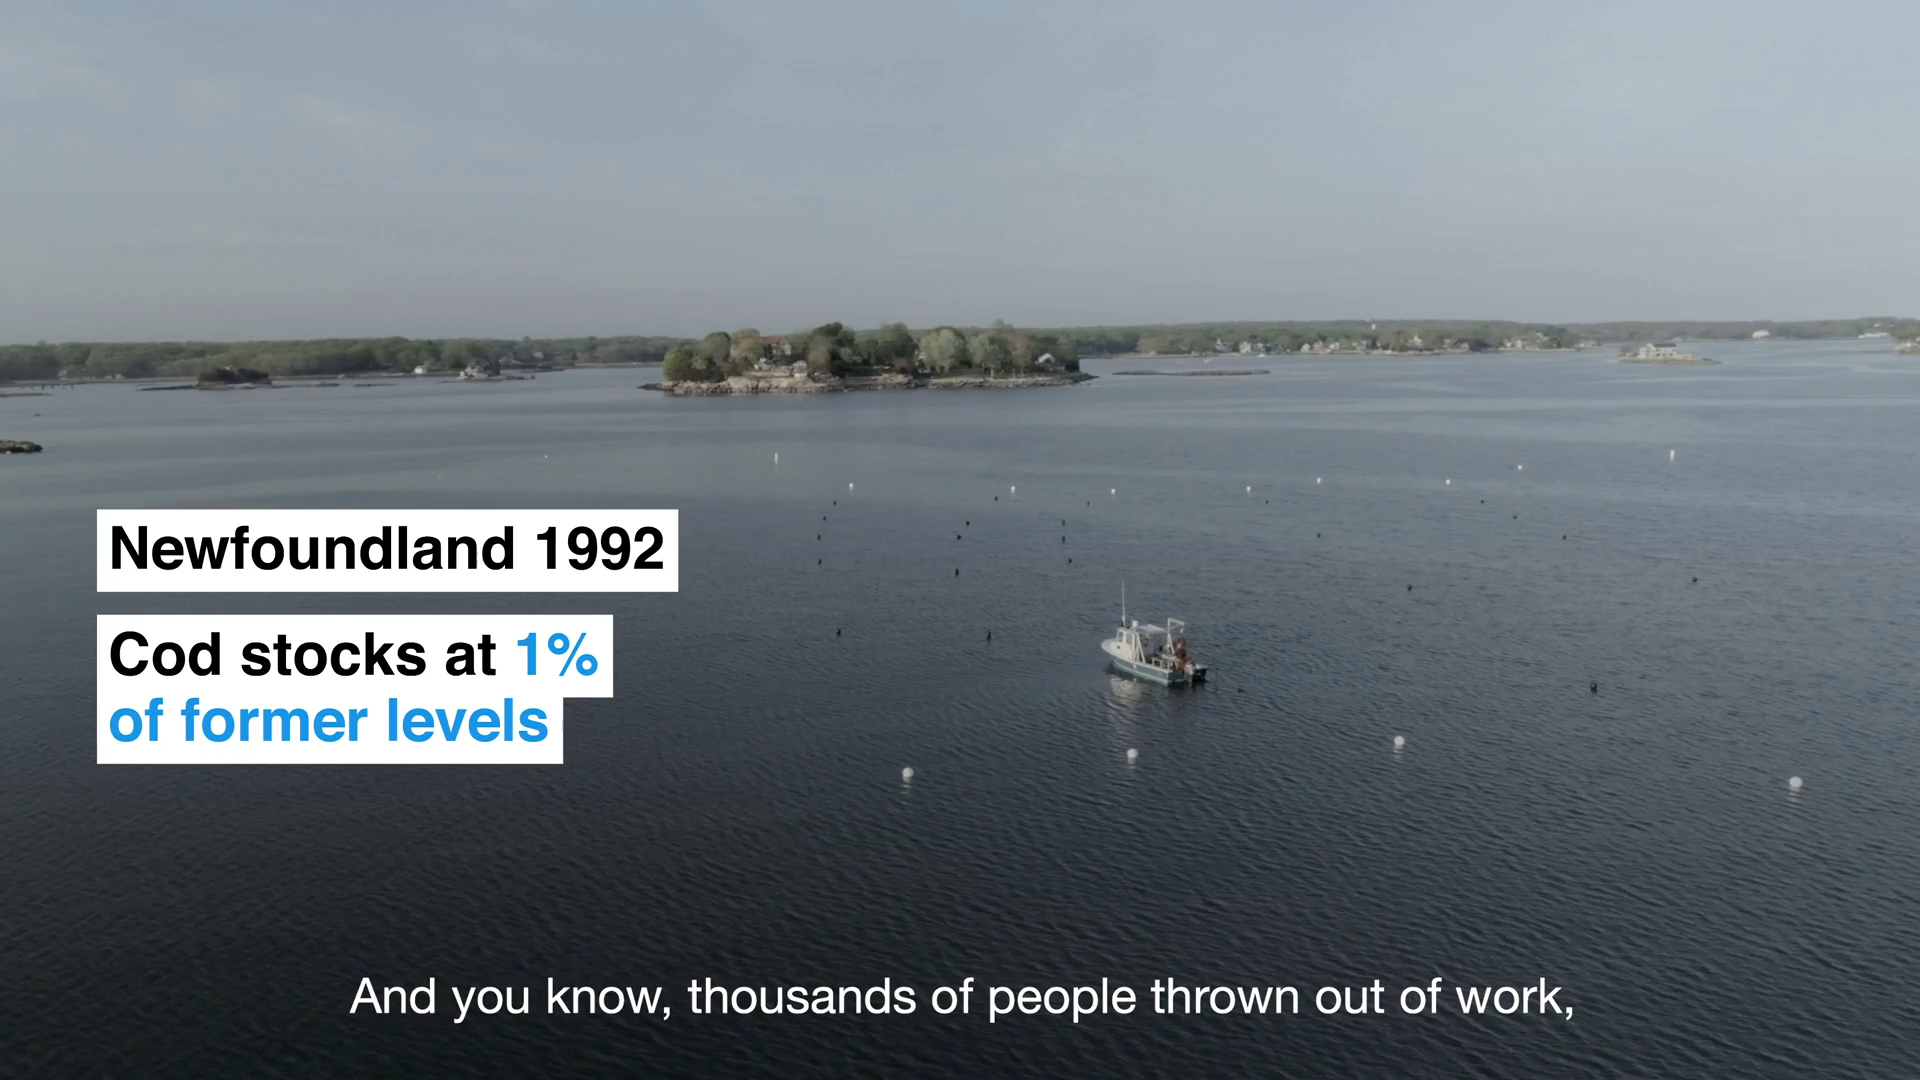 Newfoundland 1992
Cod stocks at 1%
of former levels
And you know, thousands of people thrown out of work,